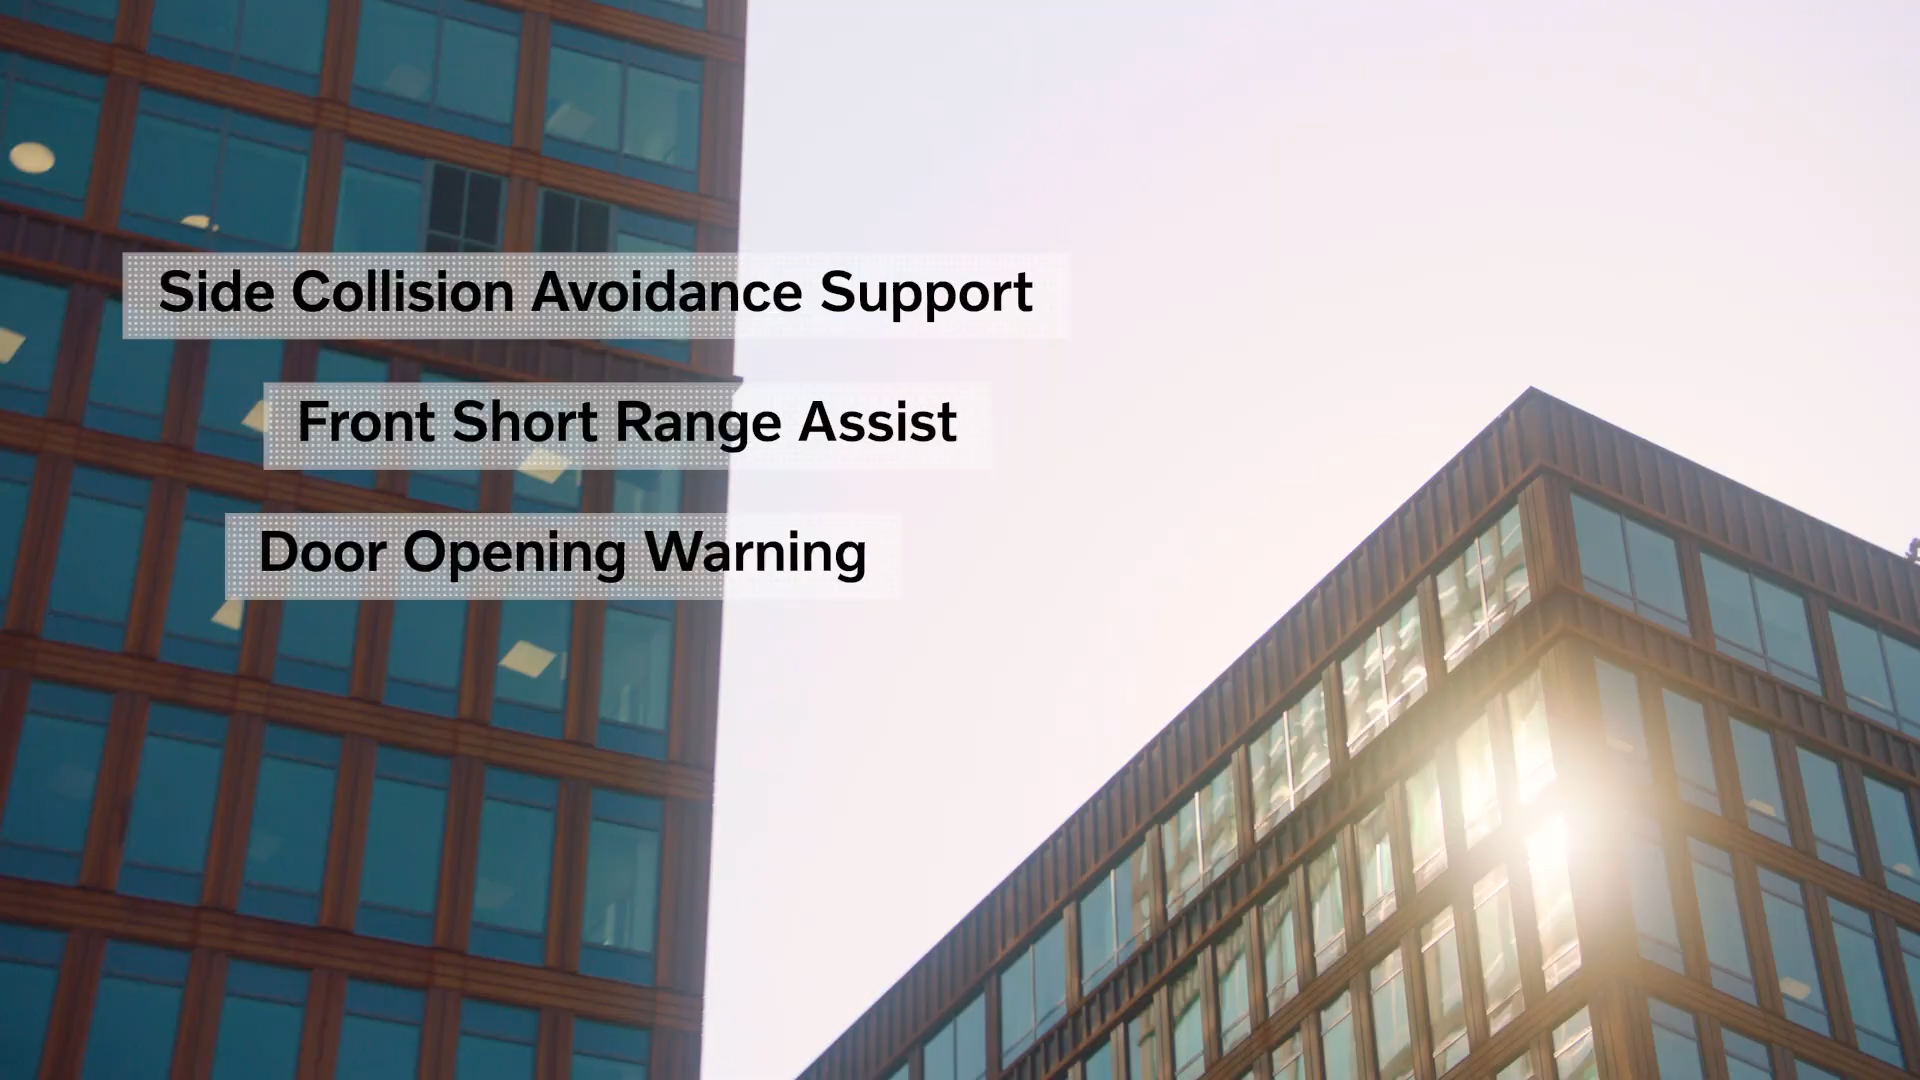 Side Collision Avoidance Support
Front Short Range Assist
Door Opening Warning